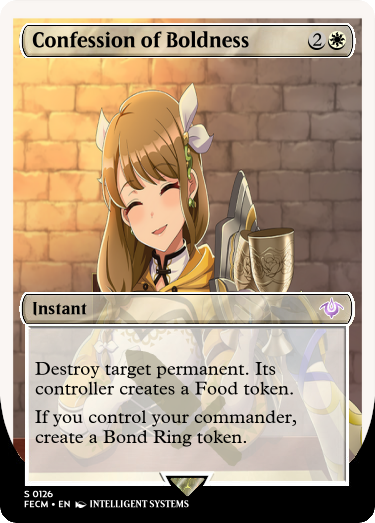 Confession of Boldness 2
Instant
Destroy target permanent. Its
controller creates a Food token.
If you control your commander,
create a Bond Ring token.
S 0126
FECM • EN INTELLIGENT SYSTEMS